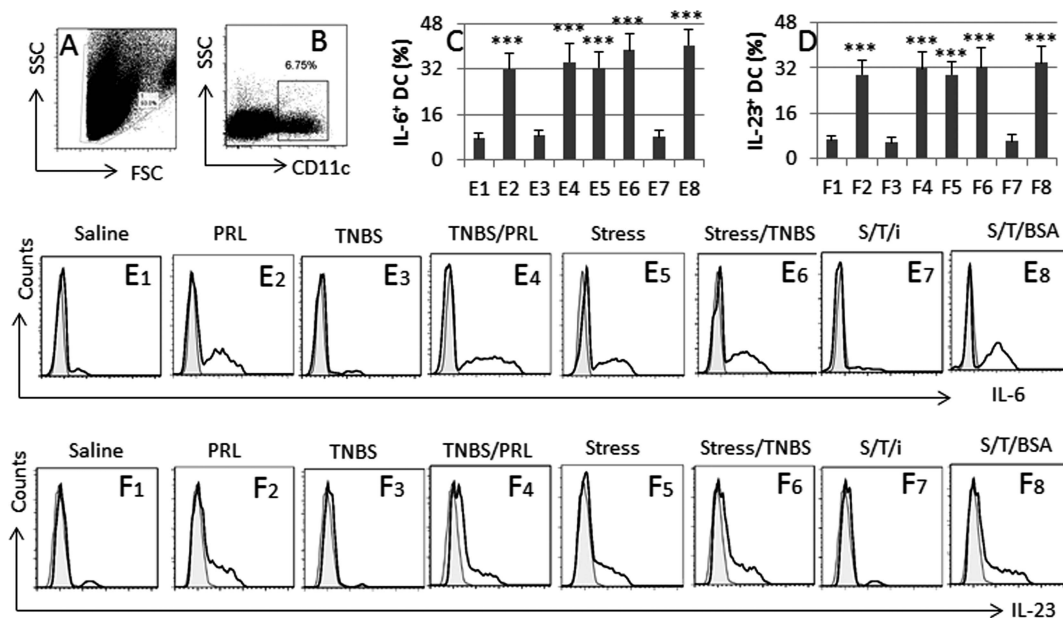 A
SSC
FSC
B
SSC
6.75%
CD11c
C
IL-6+ DC (%)
48
32
16
0
*** *** *** *** ***
E1 E2 E3 E4 E5 E6 E7 E8
D
IL-23+ DC (%)
48
32
16
0
*** *** *** *** ***
F1 F2 F3 F4 F5 F6 F7 F8
Saline PRL TNBS TNBS/PRL Stress Stress/TNBS S/T/i S/T/BSA
Counts
E1 E2 E3 E4 E5 E6 E7 E8
IL-6
Saline PRL TNBS TNBS/PRL Stress Stress/TNBS S/T/i S/T/BSA
Counts
F1 F2 F3 F4 F5 F6 F7 F8
IL-23